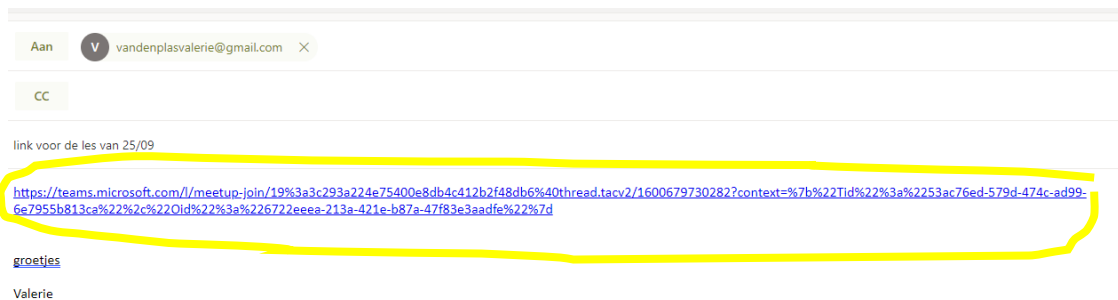 Aan V vandenplasvalerie@gmail.com
CC
link voor de les van 25/09
https://teams.microsoft.com/l/meetup-join/19%3a3c293a224e75400e8db4c412b2f48db6%40thread.tacv2/1600679730282?context=%7b%22Tid%22%3a%2253ac76ed-579d-474c-ad99-
6e7955b813ca%22%2c%22Oid%22%3a%226722eeea-213a-421e-b87a-47f83e3aadfe%22%7d
groetjes
Valerie